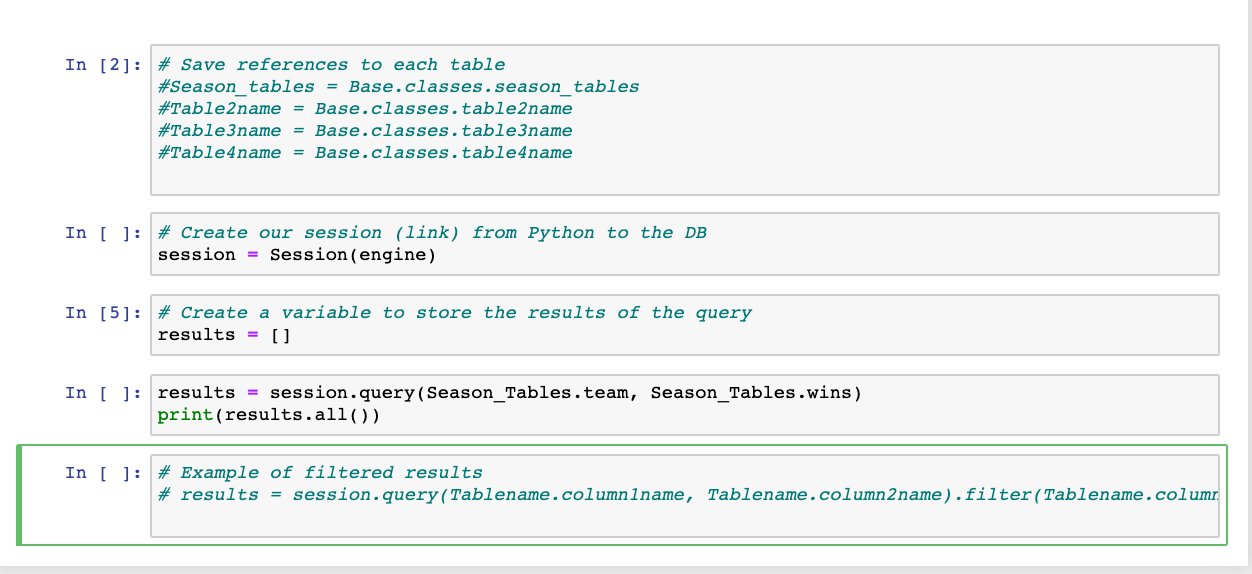 In [2]:
# Save references to each table
#Season_tables = Base.classes.season_tables
#Table2name = Base.classes.table2name
#Table3name = Base.classes.table3name
#Table4name = Base.classes.table4name
In [ ]:
# Create our session (link) from Python to the DB
session = Session(engine)
In [5]:
# Create a variable to store the results of the query
results = []
In [ ]:
results = session.query(Season_Tables.team, Season_Tables.wins)
print(results.all())
In [ ]:
# Example of filtered results
# results = session.query(Tablename.column1name, Tablename.column2name).filter(Tablename.column